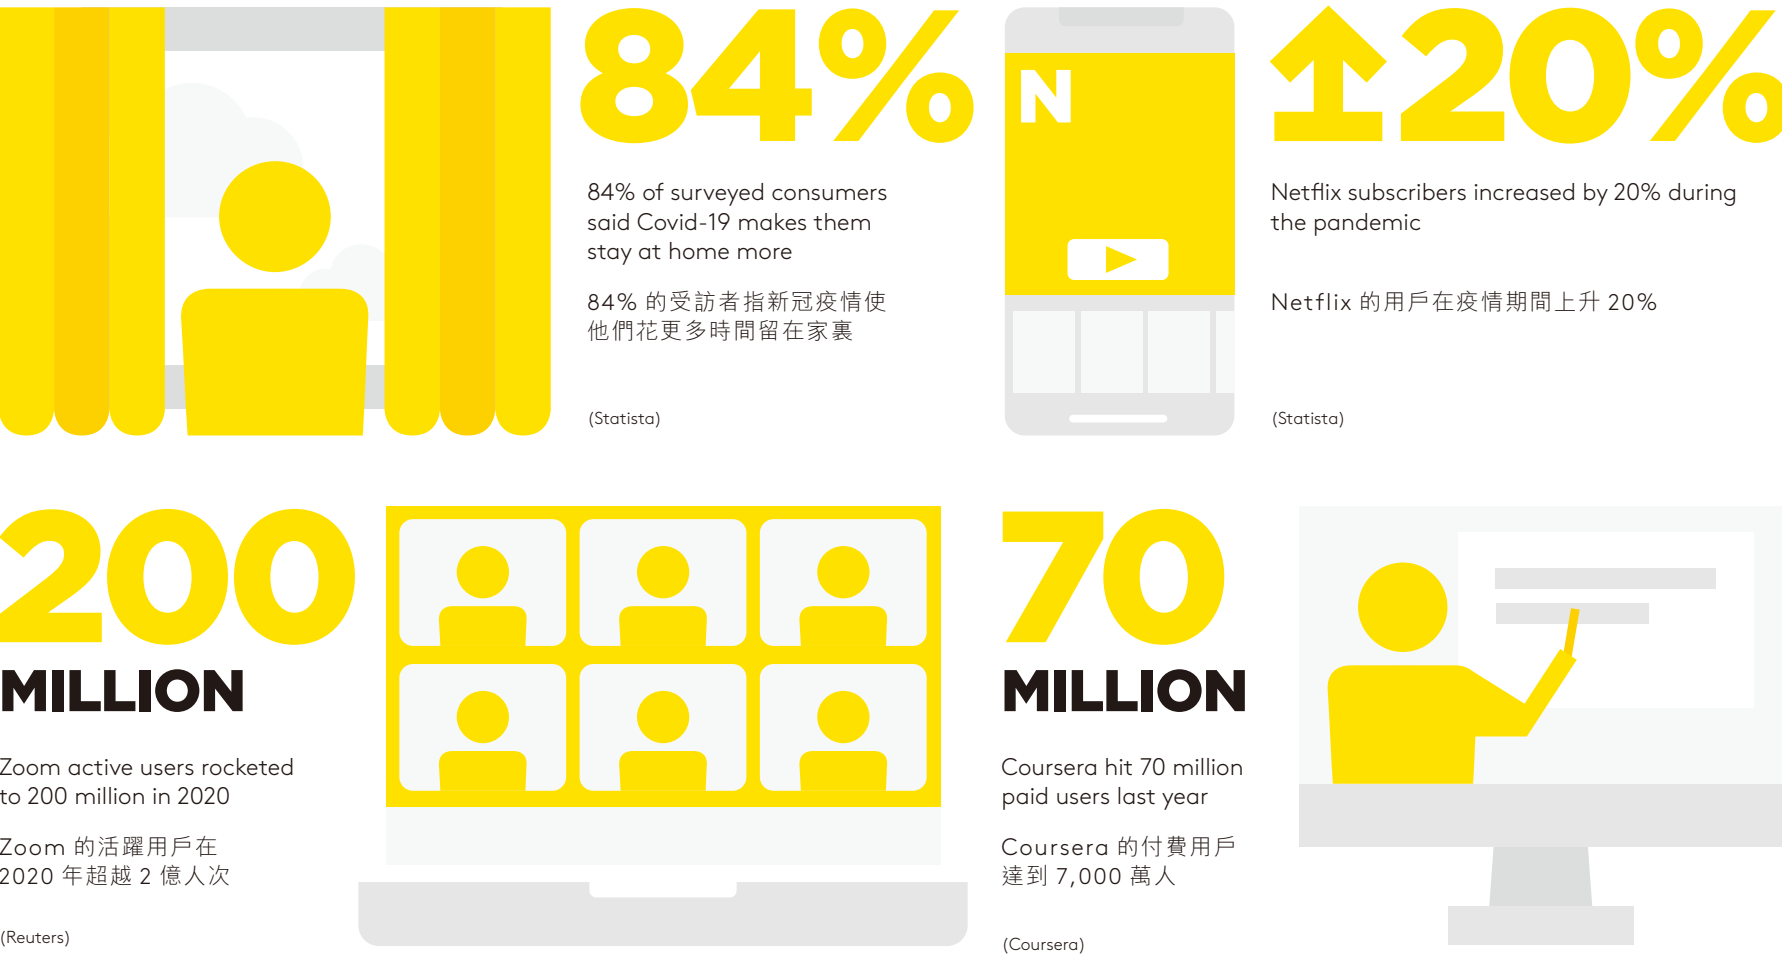 84%
84% of surveyed consumers
said Covid-19 makes them
stay at home more
84% 的受訪者指新冠疫情使
他們花更多時間留在家裏
(Statista)
N
20%
Netflix subscribers increased by 20% during
the pandemic
Netflix 的用戶在疫情期間上升 20%
(Statista)
200
MILLION
Zoom active users rocketed
to 200 million in 2020
Zoom 的活躍用戶在
2020 年超越 2 億人次
(Reuters)
70
MILLION
Coursera hit 70 million
paid users last year
Coursera 的付費用戶
達到 7,000 萬人
(Coursera)